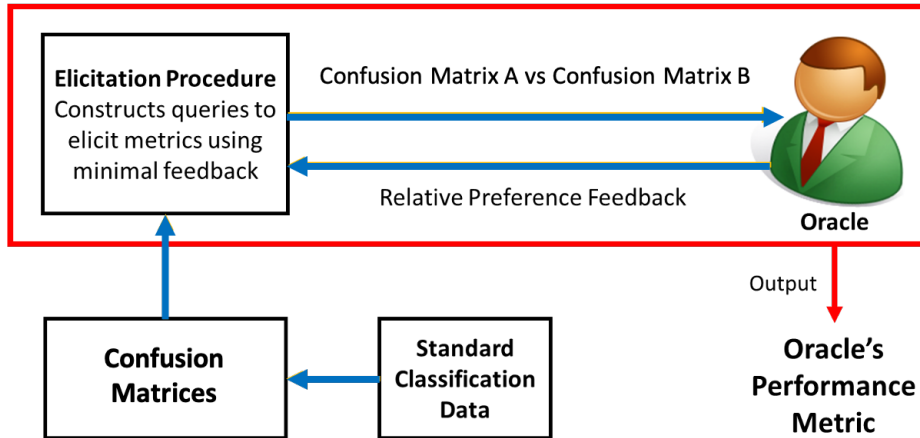 Elicitation Procedure
Constructs queries to
elicit metrics using
minimal feedback
Confusion Matrix A vs Confusion Matrix B
Relative Preference Feedback
Oracle
Output
Confusion
Matrices
Standard
Classification
Data
Oracle’s
Performance
Metric